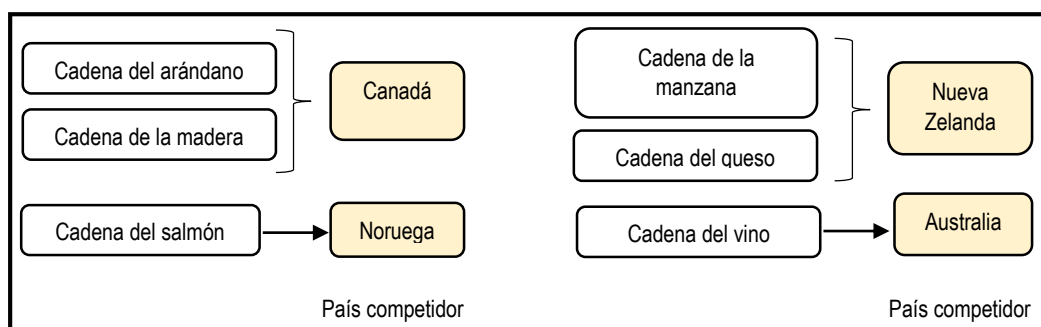 Cadena del arándano
Cadena de la madera
Canadá
Cadena del salmón
Noruega
País competidor
Cadena de la
manzana
Cadena del queso
Nueva
Zelanda
Cadena del vino
Australia
País competidor